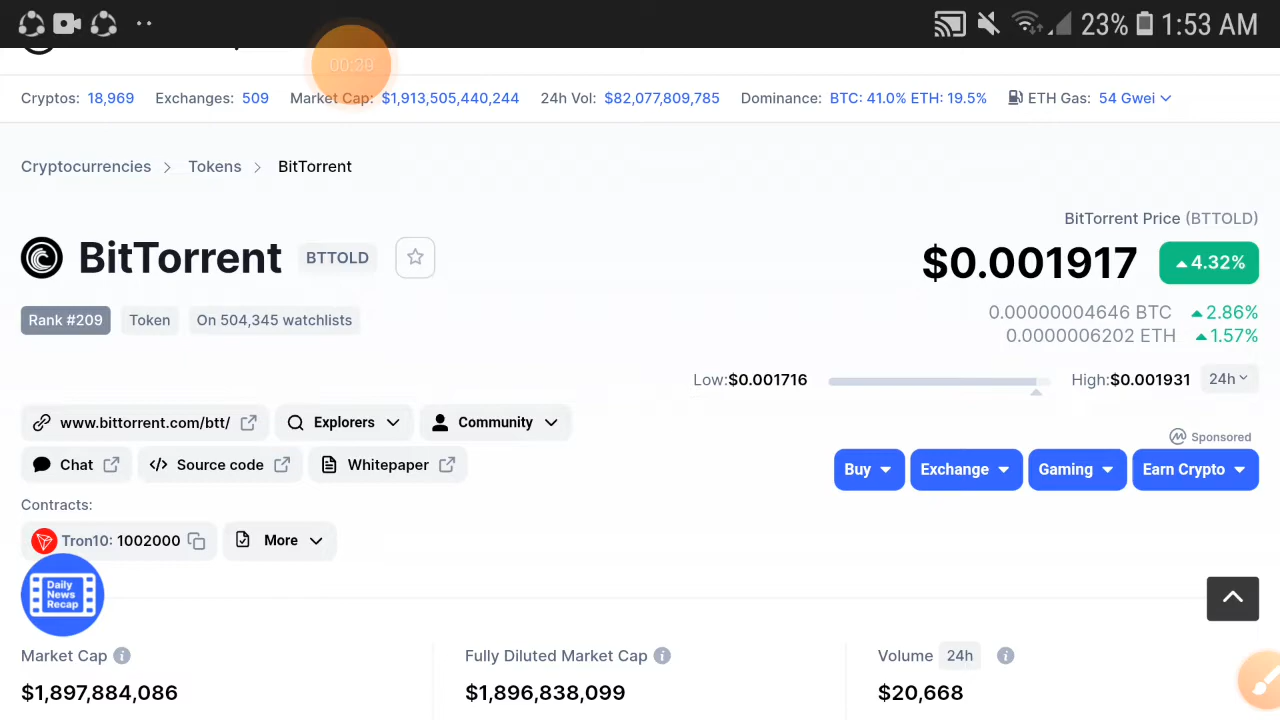 23% 1:53 AM
00:39
Cryptos: 18,969 Exchanges: 509 Market Cap: $1,913,505,440,244 24h Vol: $82,077,809,785 Dominance: BTC: 41.0% ETH: 19.5% ETH Gas: 54 Gwei
Cryptocurrencies > Tokens > BitTorrent
BitTorrent Price (BTTOLD)
BitTorrent BTTOLD $0.001917 4.32%
Rank #209 Token On 504,345 watchlists
0.00000004646 BTC 2.86%
0.0000006202 ETH 1.57%
Low:$0.001716 High:$0.001931 24h
www.bittorrent.com/btt/ Explorers Community
Sponsored
Chat Source code Whitepaper
Buy Exchange Gaming Earn Crypto
Contracts:
Tron10: 1002000 More
Daily
News
Recap
Market Cap Fully Diluted Market Cap Volume 24h
$1,897,884,086 $1,896,838,099 $20,668